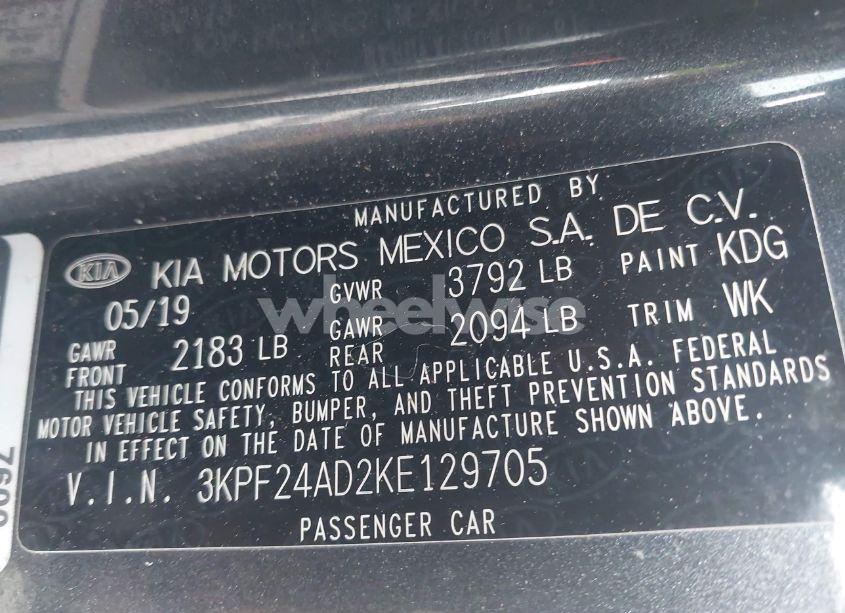 MANUFACTURED BY
KIA KIA MOTORS MEXICO S.A. DE C.V.
05/19 GVWR 3792 LB PAINT KDG
GAWR FRONT 2183 LB GAWR REAR 2094 LB TRIM WK
THIS VEHICLE CONFORMS TO ALL APPLICABLE U.S.A. FEDERAL
MOTOR VEHICLE SAFETY, BUMPER, AND THEFT PREVENTION STANDARDS
IN EFFECT ON THE DATE OF MANUFACTURE SHOWN ABOVE.
V.I.N. 3KPF24AD2KE129705
PASSENGER CAR
wheelwise